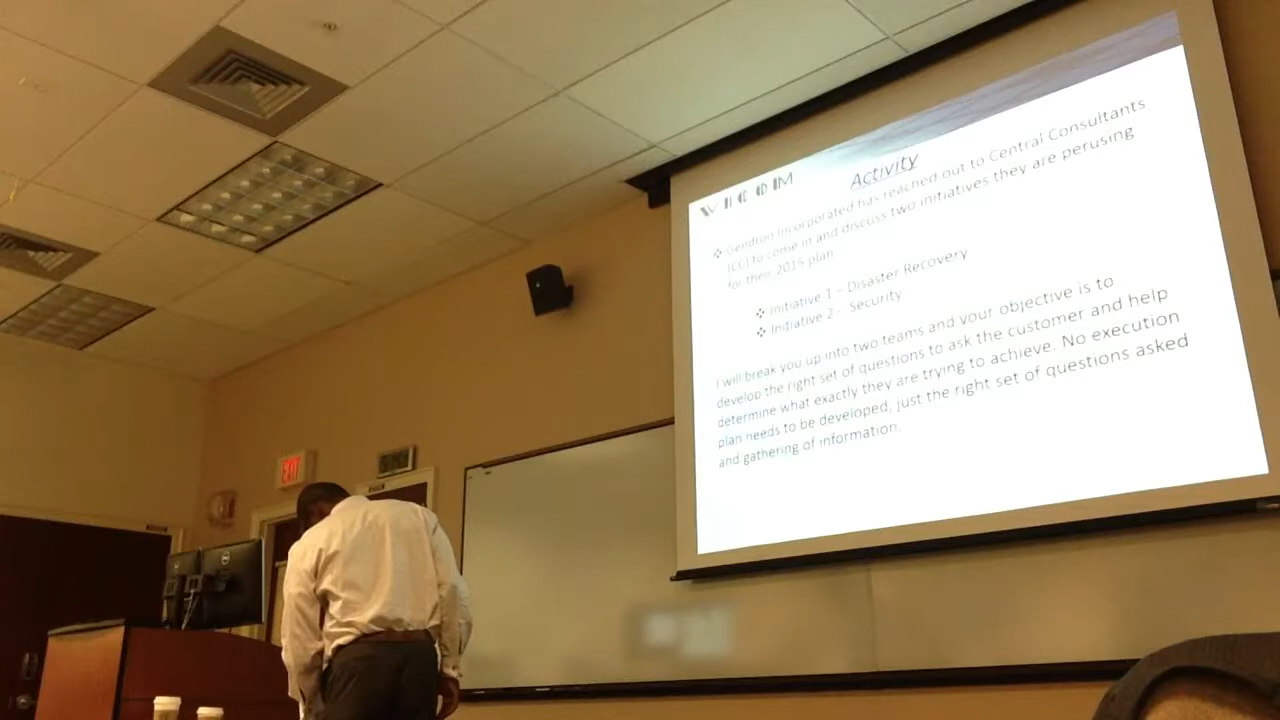 VICOM
Activity
❖ Gendron Incorporated has reached out to Central Consultants
(CC) to come in and discuss two initiatives they are perusing
for their 2015 plan.
❖ Initiative 1 – Disaster Recovery
❖ Initiative 2 – Security
I will break you up into two teams and your objective is to
develop the right set of questions to ask the customer and help
determine what exactly they are trying to achieve. No execution
plan needs to be developed, just the right set of questions asked
and gathering of information.
EXIT